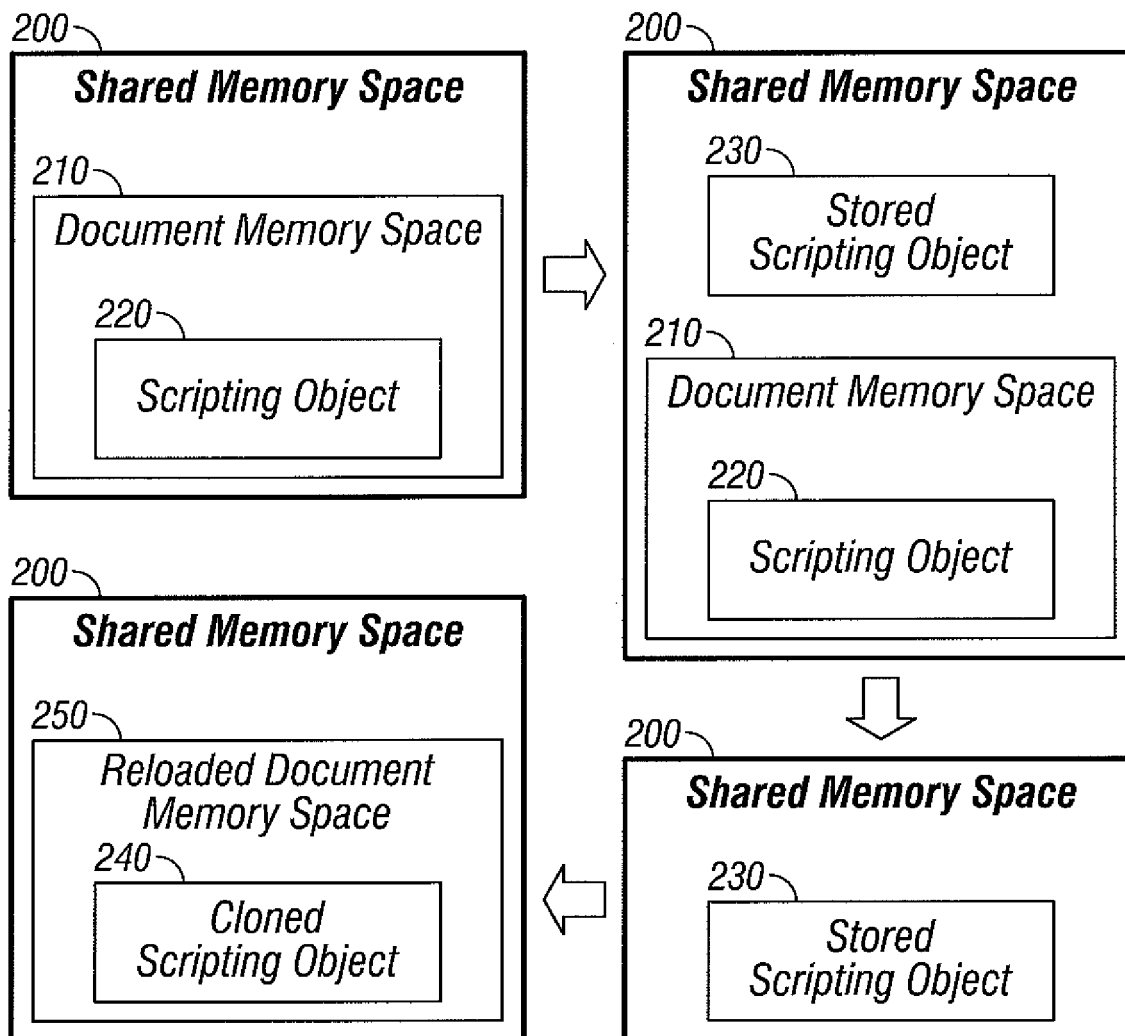 200
Shared Memory Space
210
Document Memory Space
220
Scripting Object
200
Shared Memory Space
230
Stored
Scripting Object
210
Document Memory Space
220
Scripting Object
200
Shared Memory Space
230
Stored
Scripting Object
200
Shared Memory Space
250
Reloaded Document
Memory Space
240
Cloned
Scripting Object